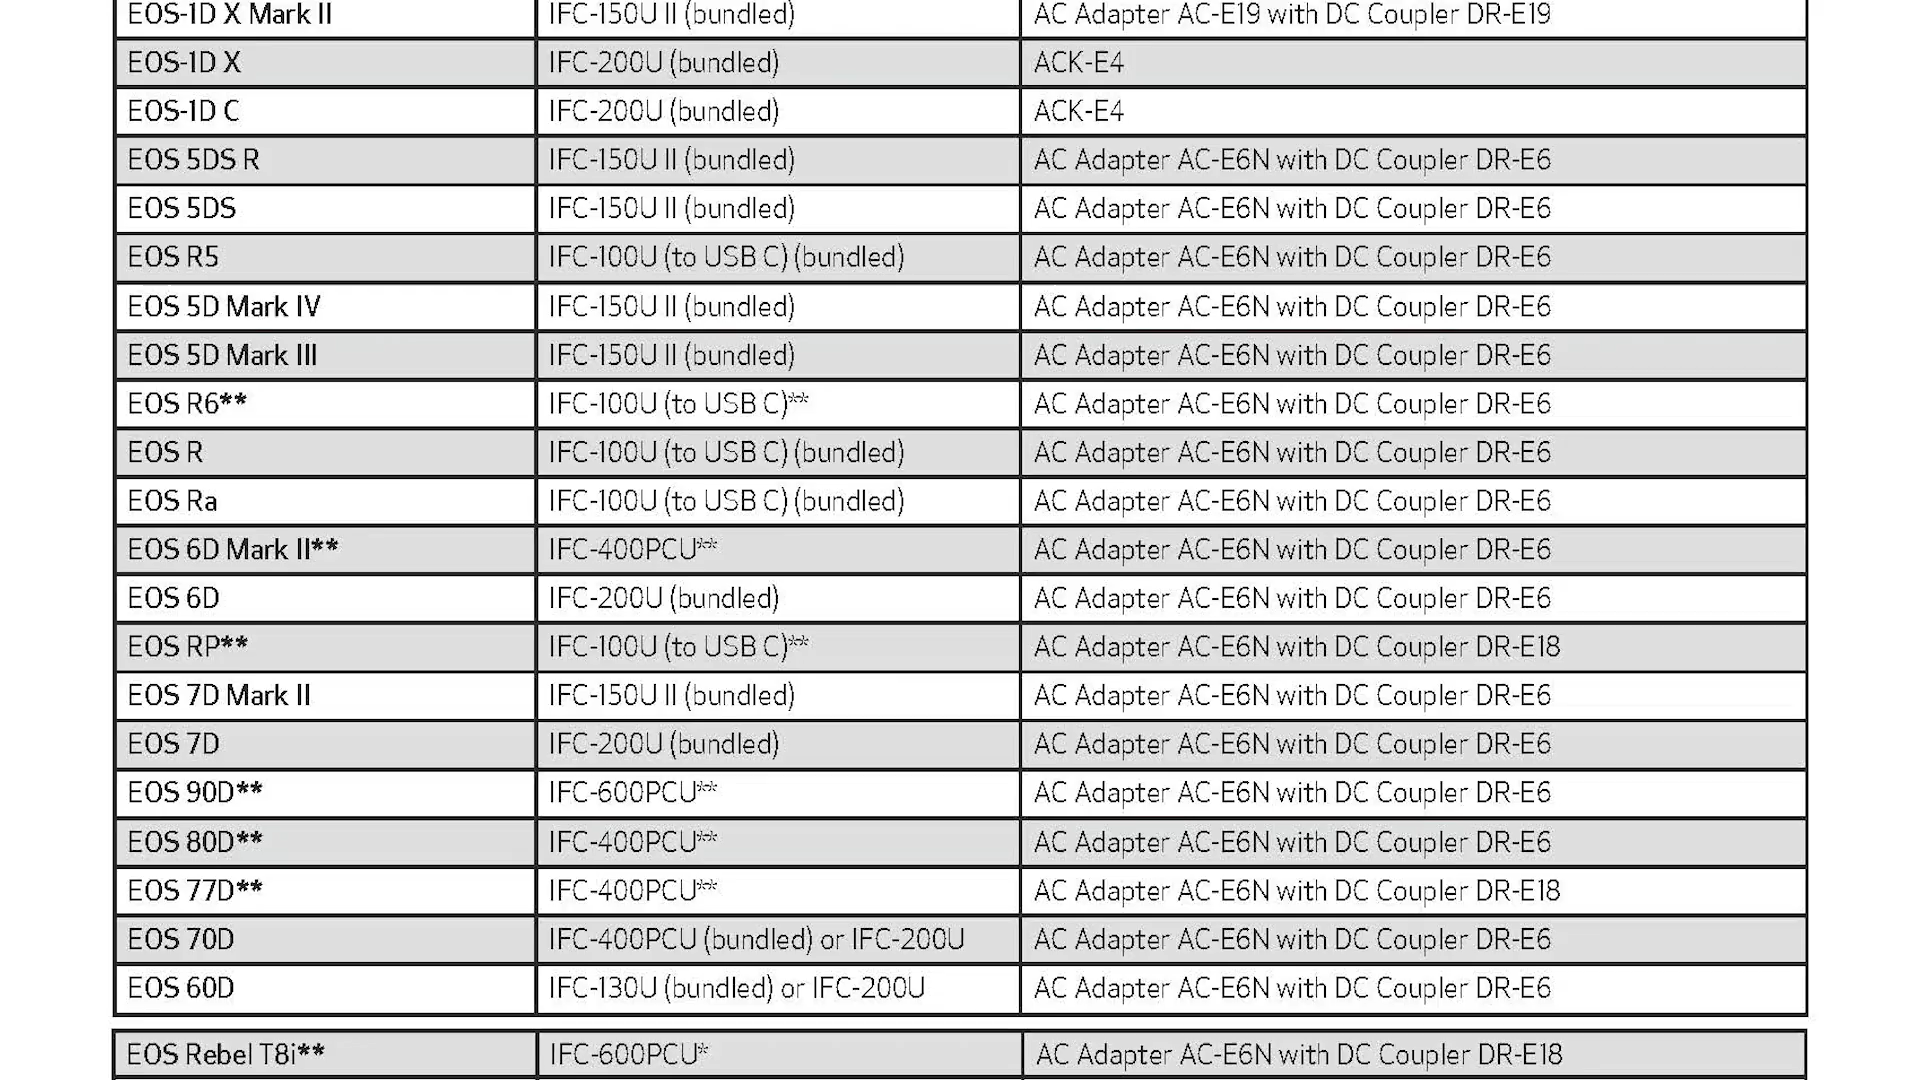 EOS-1D X Mark II IFC-150U II (bundled) AC Adapter AC-E19 with DC Coupler DR-E19
EOS-1D X IFC-200U (bundled) ACK-E4
EOS-1D C IFC-200U (bundled) ACK-E4
EOS 5DS R IFC-150U II (bundled) AC Adapter AC-E6N with DC Coupler DR-E6
EOS 5DS IFC-150U II (bundled) AC Adapter AC-E6N with DC Coupler DR-E6
EOS R5 IFC-100U (to USB C) (bundled) AC Adapter AC-E6N with DC Coupler DR-E6
EOS 5D Mark IV IFC-150U II (bundled) AC Adapter AC-E6N with DC Coupler DR-E6
EOS 5D Mark III IFC-150U II (bundled) AC Adapter AC-E6N with DC Coupler DR-E6
EOS R6** IFC-100U (to USB C)** AC Adapter AC-E6N with DC Coupler DR-E6
EOS R IFC-100U (to USB C) (bundled) AC Adapter AC-E6N with DC Coupler DR-E6
EOS Ra IFC-100U (to USB C) (bundled) AC Adapter AC-E6N with DC Coupler DR-E6
EOS 6D Mark II** IFC-400PCU** AC Adapter AC-E6N with DC Coupler DR-E6
EOS 6D IFC-200U (bundled) AC Adapter AC-E6N with DC Coupler DR-E6
EOS RP** IFC-100U (to USB C)** AC Adapter AC-E6N with DC Coupler DR-E18
EOS 7D Mark II IFC-150U II (bundled) AC Adapter AC-E6N with DC Coupler DR-E6
EOS 7D IFC-200U (bundled) AC Adapter AC-E6N with DC Coupler DR-E6
EOS 90D** IFC-600PCU** AC Adapter AC-E6N with DC Coupler DR-E6
EOS 80D** IFC-400PCU** AC Adapter AC-E6N with DC Coupler DR-E6
EOS 77D** IFC-400PCU** AC Adapter AC-E6N with DC Coupler DR-E18
EOS 70D IFC-400PCU (bundled) or IFC-200U AC Adapter AC-E6N with DC Coupler DR-E6
EOS 60D IFC-130U (bundled) or IFC-200U AC Adapter AC-E6N with DC Coupler DR-E6
EOS Rebel T8i** IFC-600PCU* AC Adapter AC-E6N with DC Coupler DR-E18